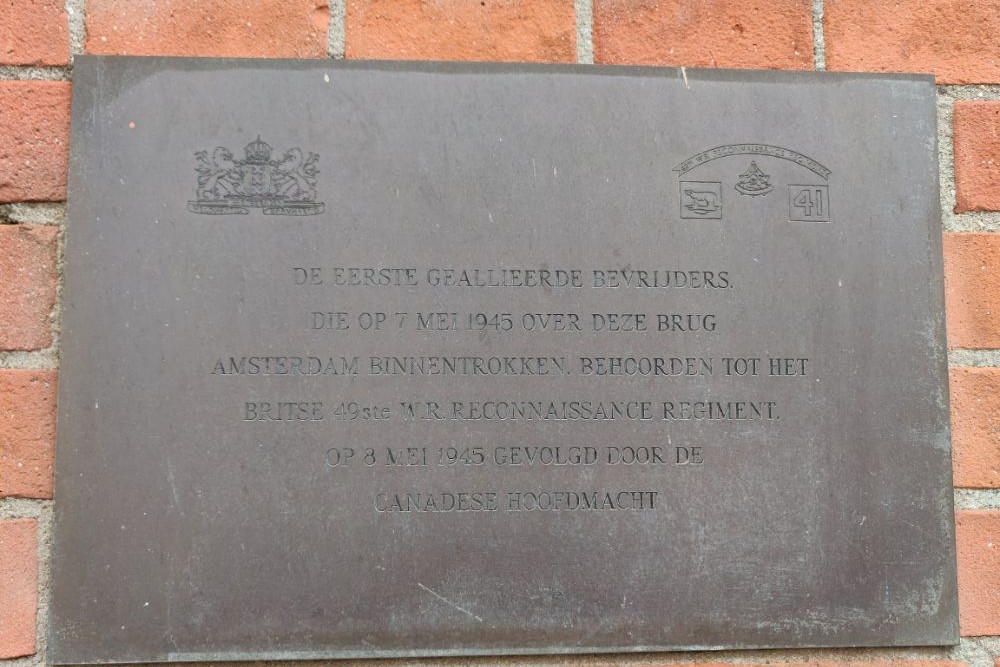 41
DE EERSTE GEALLIEERDE BEVRIJDERS.
DIE OP 7 MEI 1945 OVER DEZE BRUG
AMSTERDAM BINNENTROKKEN. BEHOORDEN TOT HET
BRITSE 49ste W.R. RECONNAISSANCE REGIMENT.
OP 8 MEI 1945 GEVOLGD DOOR DE
CANADESE HOOFDMACHT